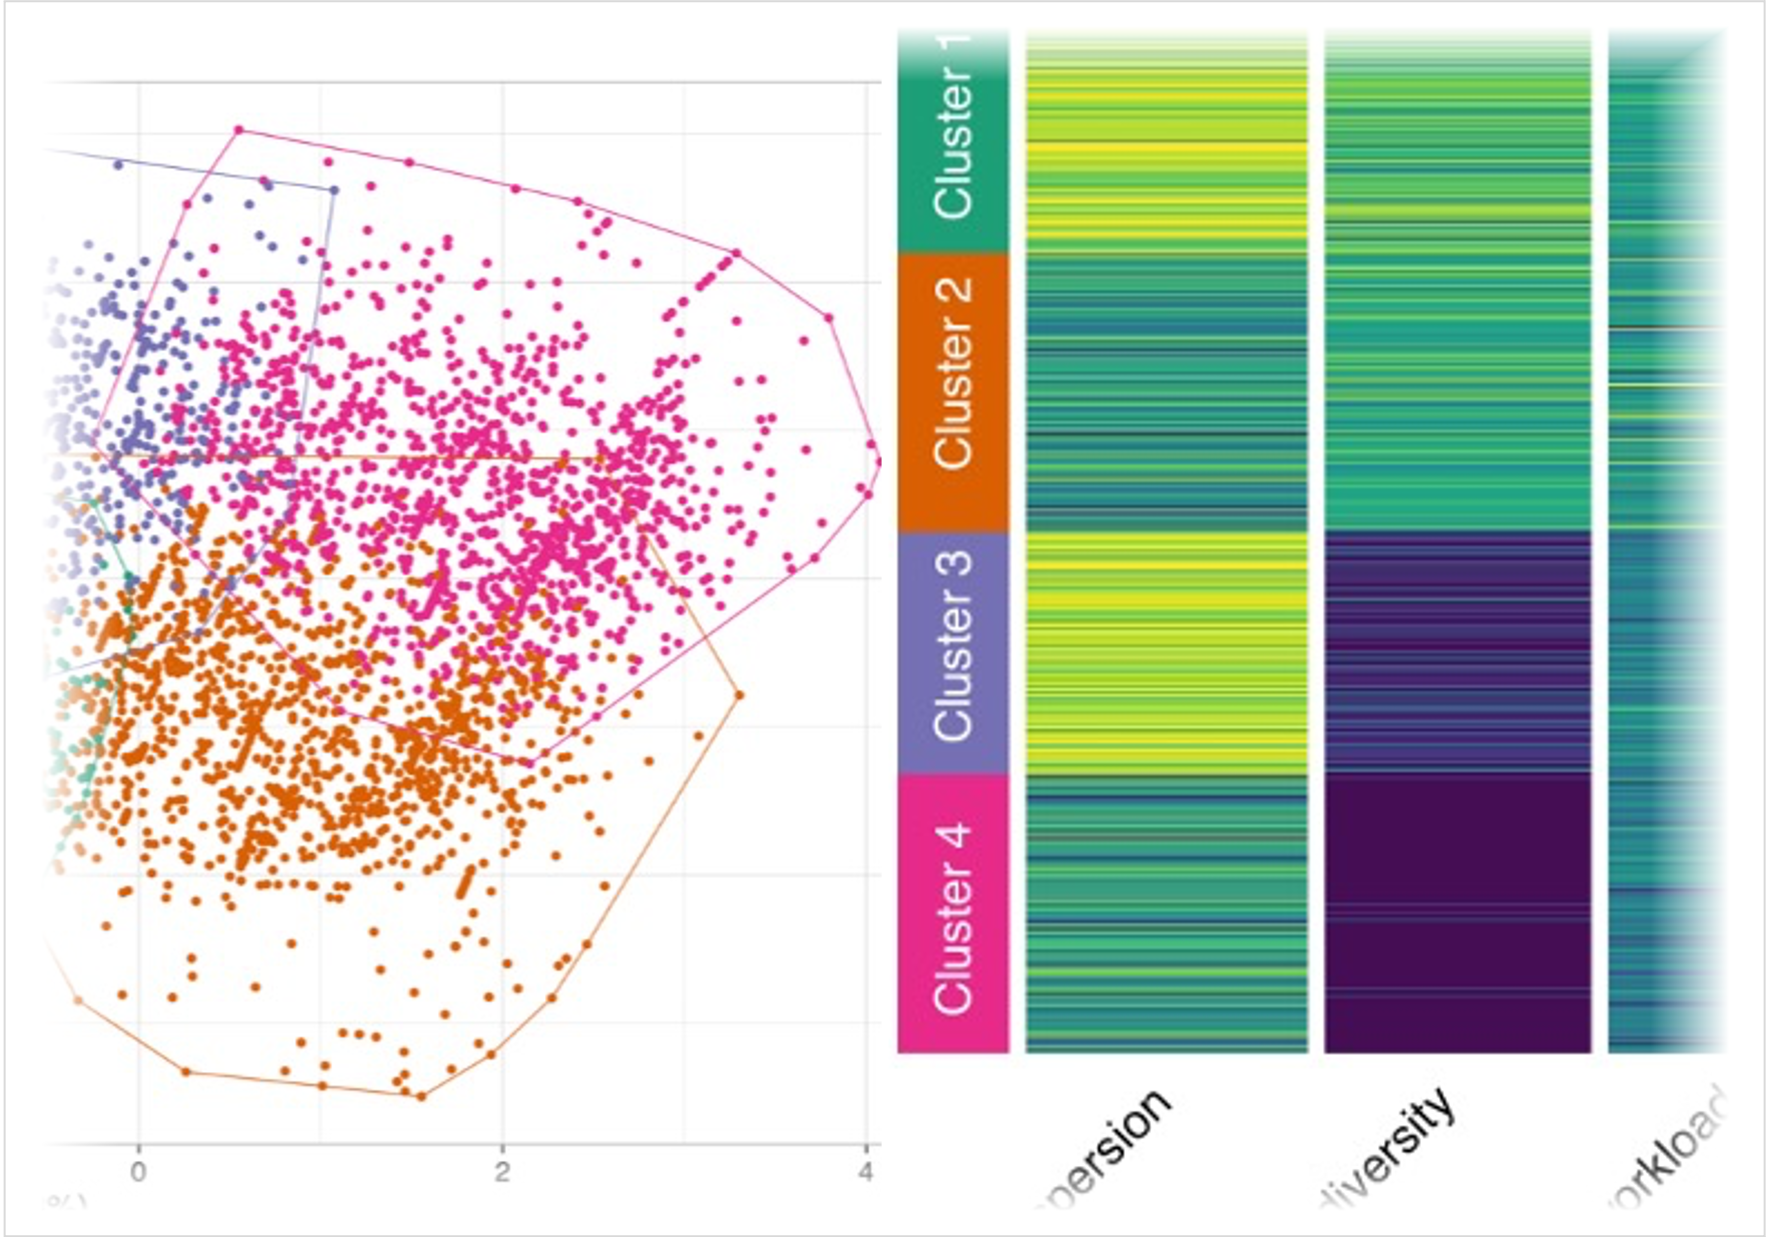 Cluster 1
Cluster 2
Cluster 3
Cluster 4
0 2 4
%)
persion
diversity
orkload